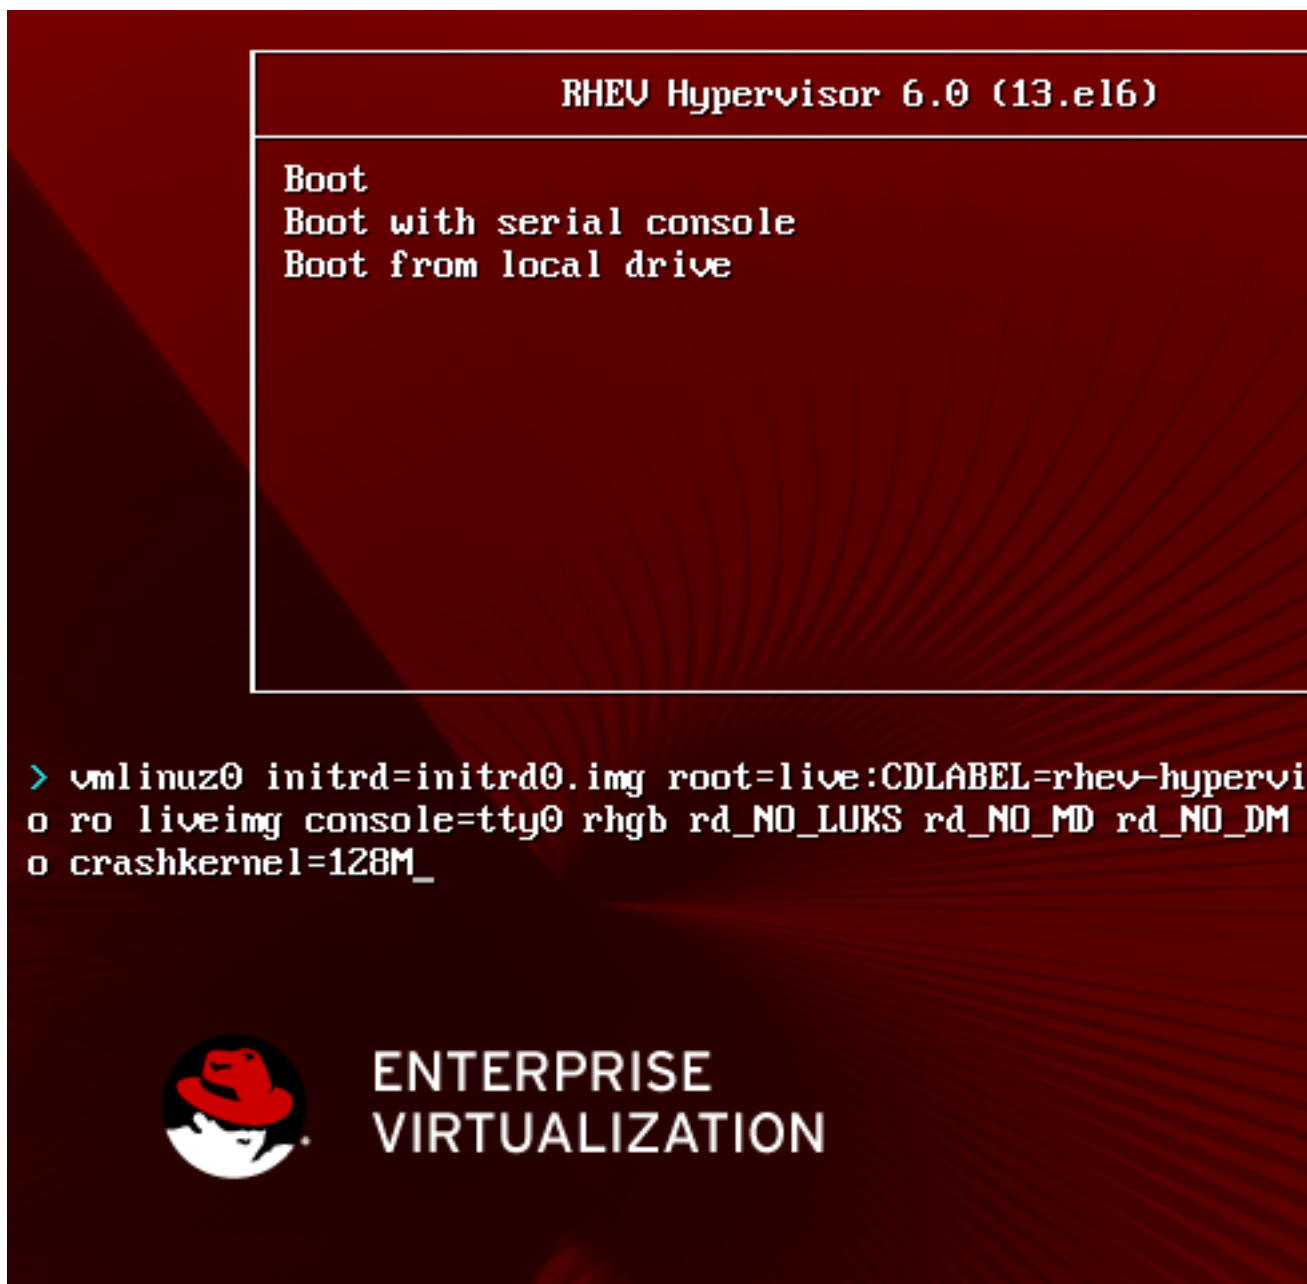 RHEV Hypervisor 6.0 (13.el6)
Boot
Boot with serial console
Boot from local drive
> vmlinuz0 initrd=initrd0.img root=live:CDLABEL=rhev-hypervi
o ro liveimg console=tty0 rhgb rd_NO_LUKS rd_NO_MD rd_NO_DM
o crashkernel=128M_
ENTERPRISE
VIRTUALIZATION